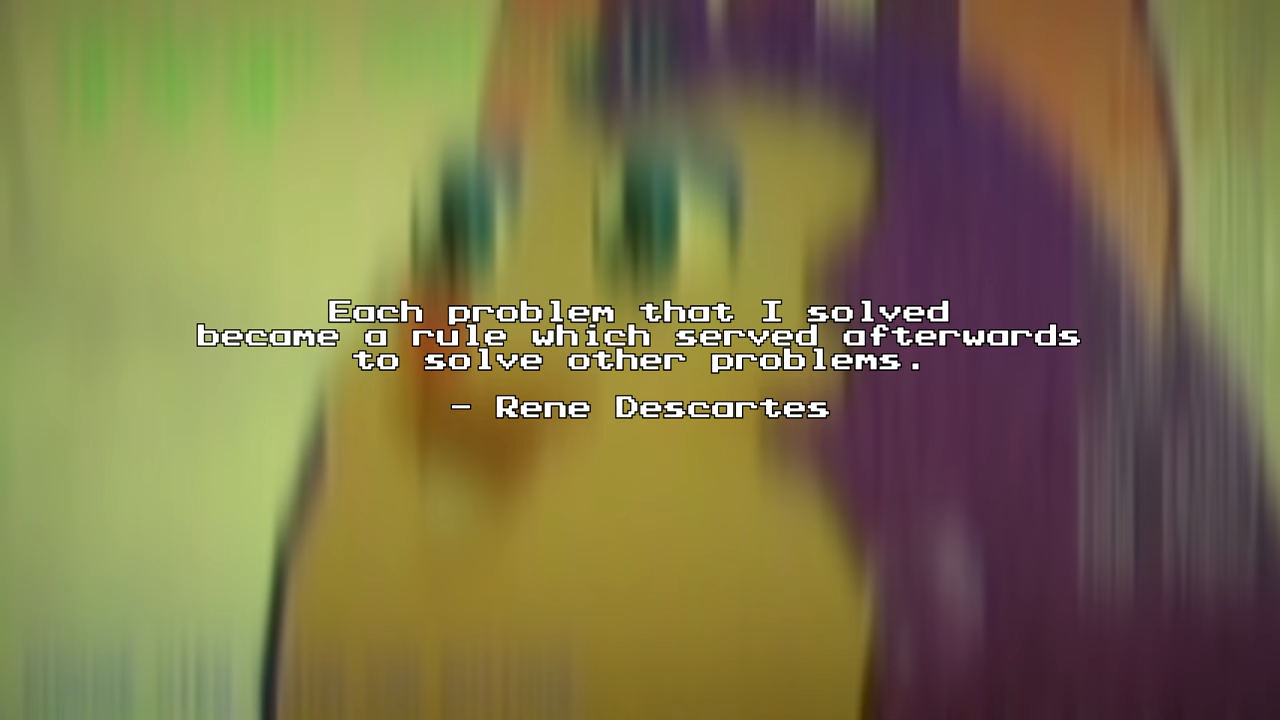 Each problem that I solved
became a rule which served afterwards
to solve other problems.
- Rene Descartes